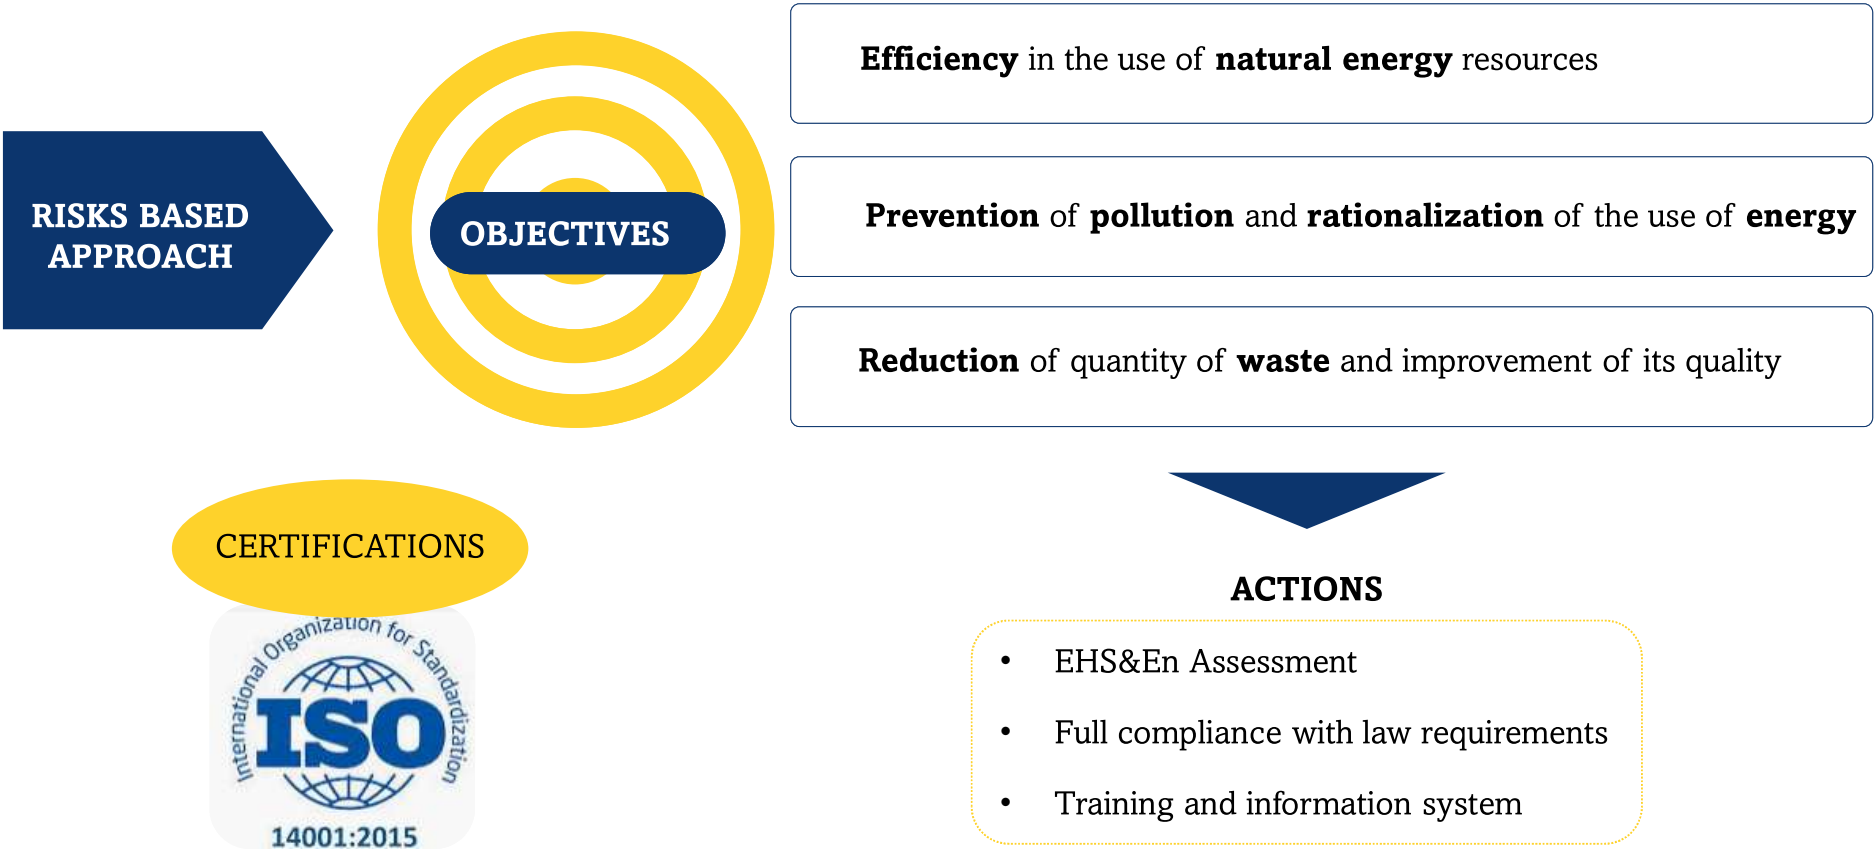 RISKS BASED
APPROACH
OBJECTIVES
Efficiency in the use of natural energy resources
Prevention of pollution and rationalization of the use of energy
Reduction of quantity of waste and improvement of its quality
CERTIFICATIONS
International Organization for Standardization
ISO
14001:2015
ACTIONS
• EHS&En Assessment
• Full compliance with law requirements
• Training and information system